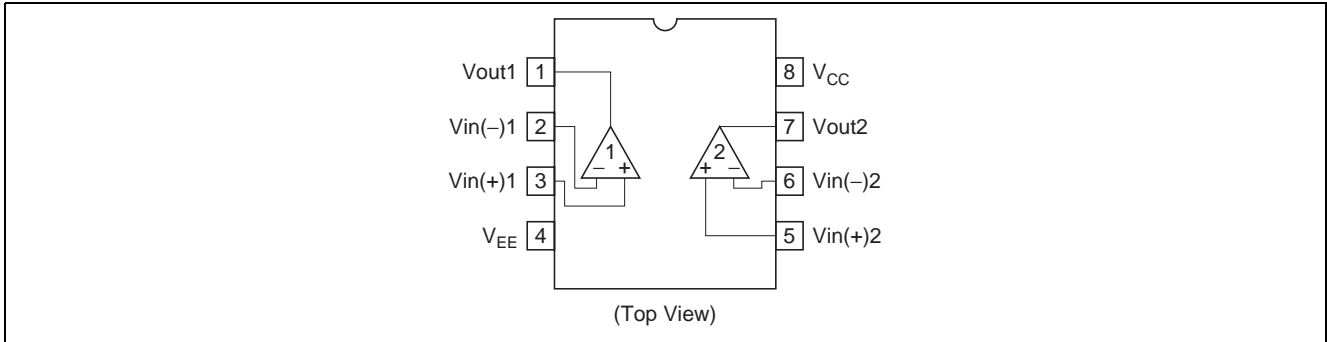 Vout1 1
Vin(−)1 2
Vin(+)1 3
VEE 4
1
− +
2
+ −
8 VCC
7 Vout2
6 Vin(−)2
5 Vin(+)2
(Top View)